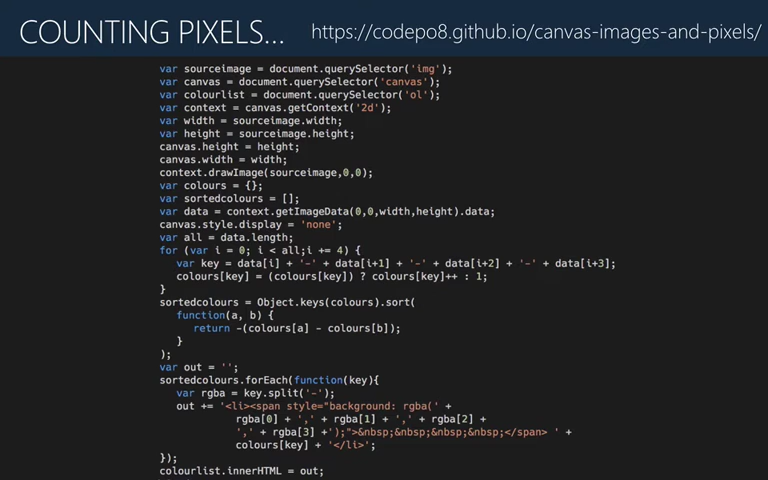 COUNTING PIXELS... https://codepo8.github.io/canvas-images-and-pixels/
var sourceimage = document.querySelector('img');
var canvas = document.querySelector('canvas');
var colourlist = document.querySelector('ol');
var context = canvas.getContext('2d');
var width = sourceimage.width;
var height = sourceimage.height;
canvas.height = height;
canvas.width = width;
context.drawImage(sourceimage,0,0);
var colours = {};
var sortedcolours = [];
var data = context.getImageData(0,0,width,height).data;
canvas.style.display = 'none';
var all = data.length;
for (var i = 0; i < all;i += 4) {
var key = data[i] + '-' + data[i+1] + '-' + data[i+2] + '-' + data[i+3];
colours[key] = (colours[key]) ? colours[key]++ : 1;
}
sortedcolours = Object.keys(colours).sort(
function(a, b) {
return -(colours[a] - colours[b]);
}
);
var out = '';
sortedcolours.forEach(function(key){
var rgba = key.split('-');
out += '<li><span style="background: rgba(' +
rgba[0] + ',' + rgba[1] + ',' + rgba[2] +
',' + rgba[3] +');">&nbsp;&nbsp;&nbsp;&nbsp;</span> ' +
colours[key] + '</li>';
});
colourlist.innerHTML = out;